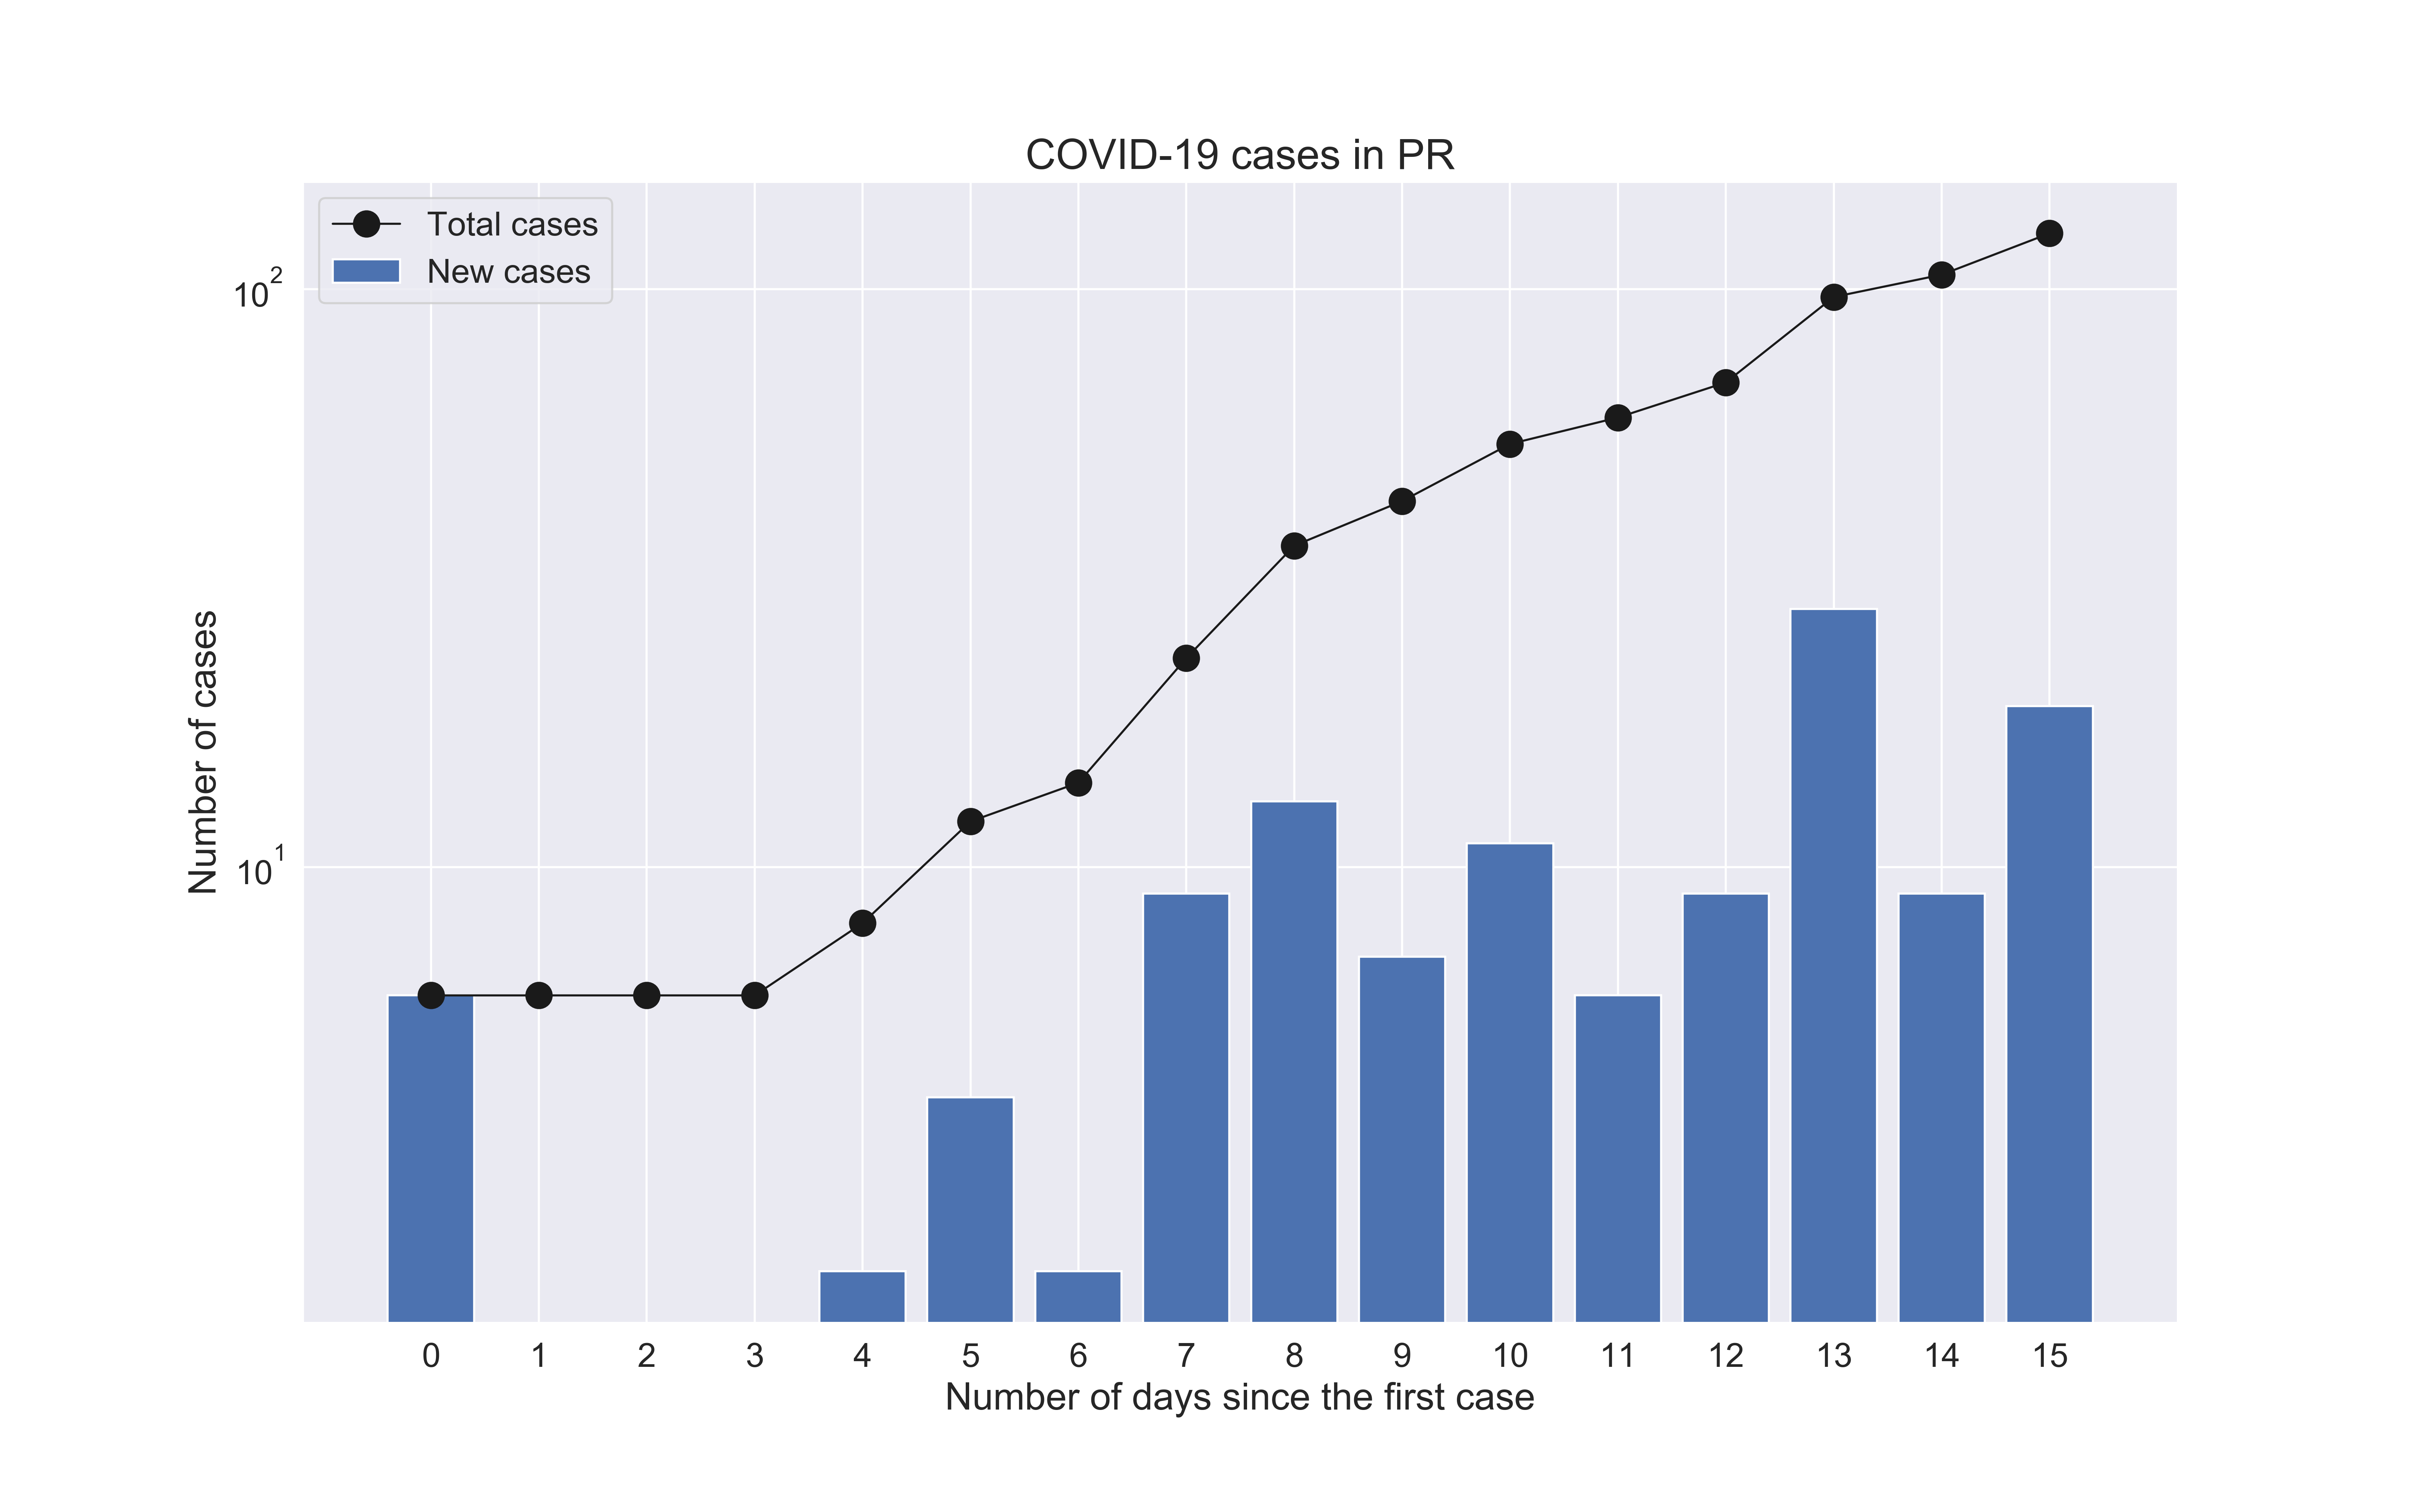 COVID-19 cases in PR
Total cases
New cases
10²
10¹
Number of cases
0 1 2 3 4 5 6 7 8 9 10 11 12 13 14 15
Number of days since the first case